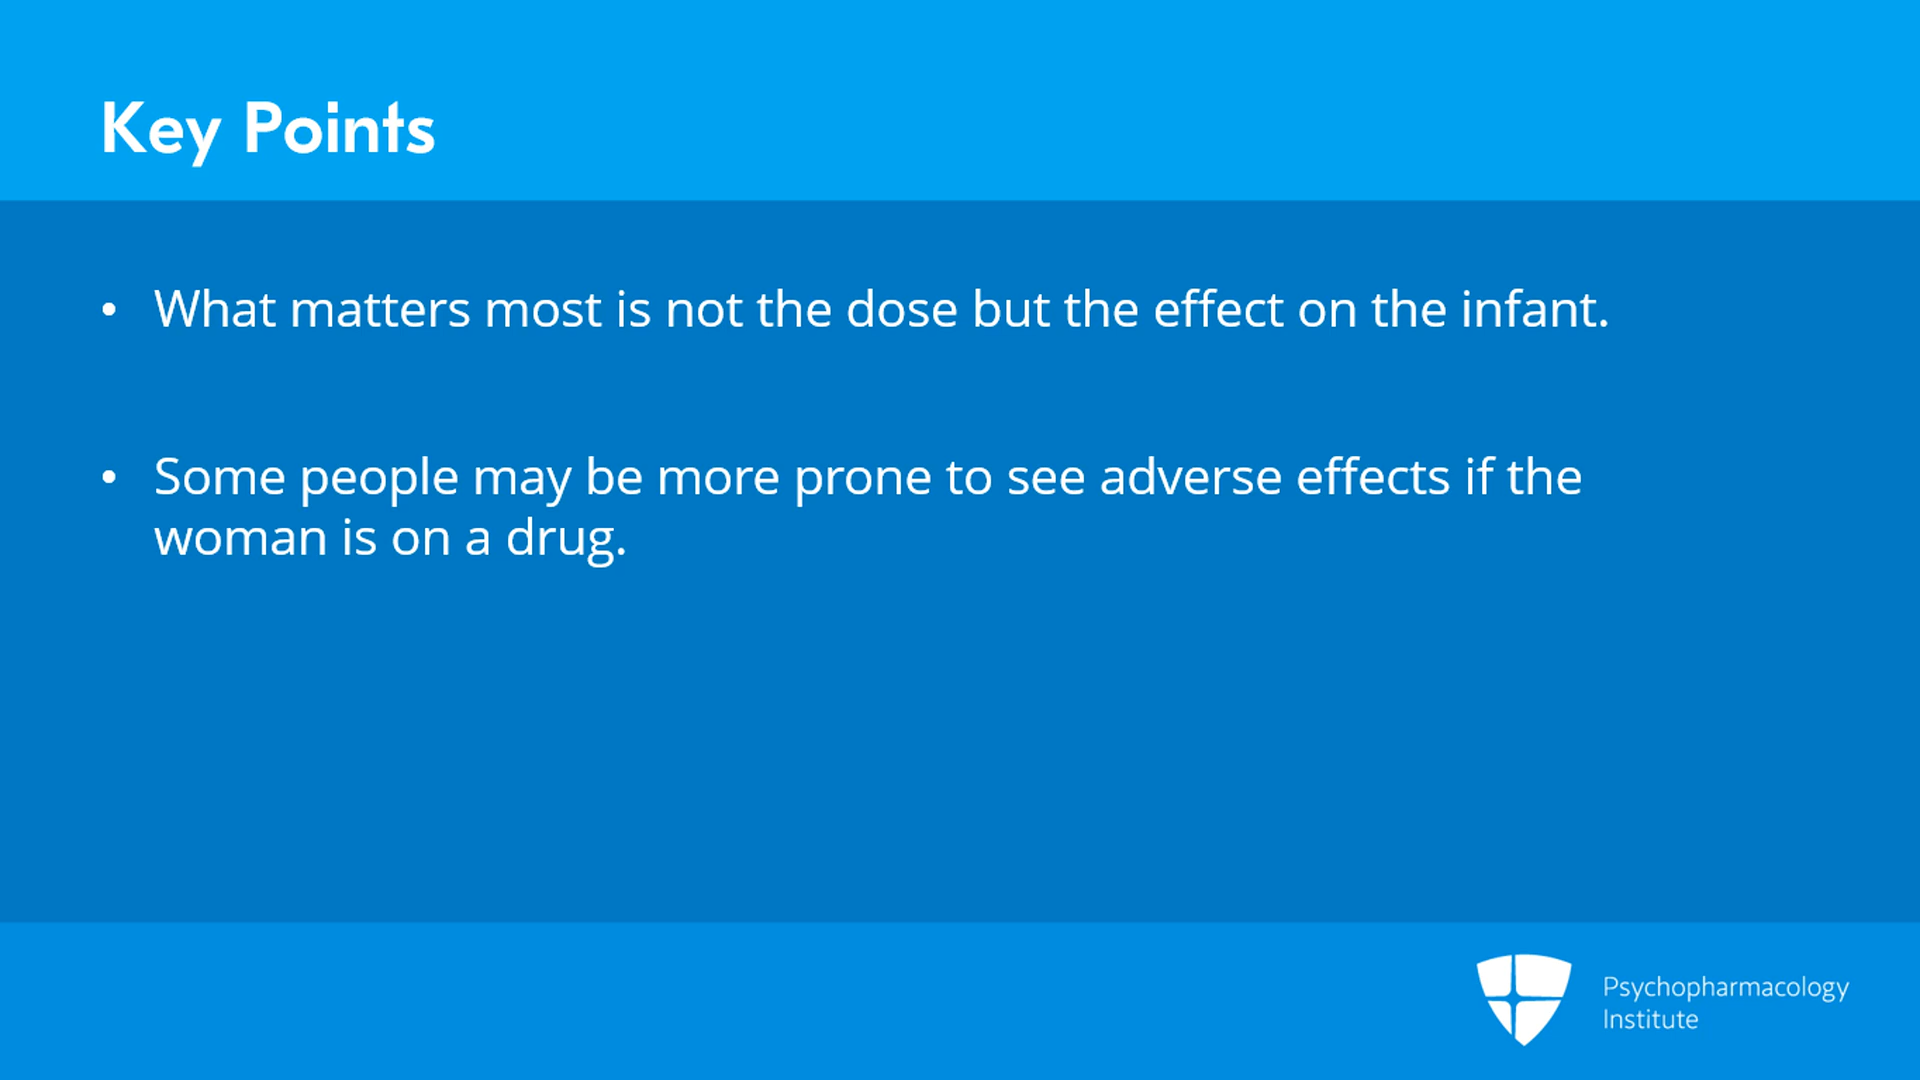 Key Points
• What matters most is not the dose but the effect on the infant.
• Some people may be more prone to see adverse effects if the
woman is on a drug.
Psychopharmacology
Institute